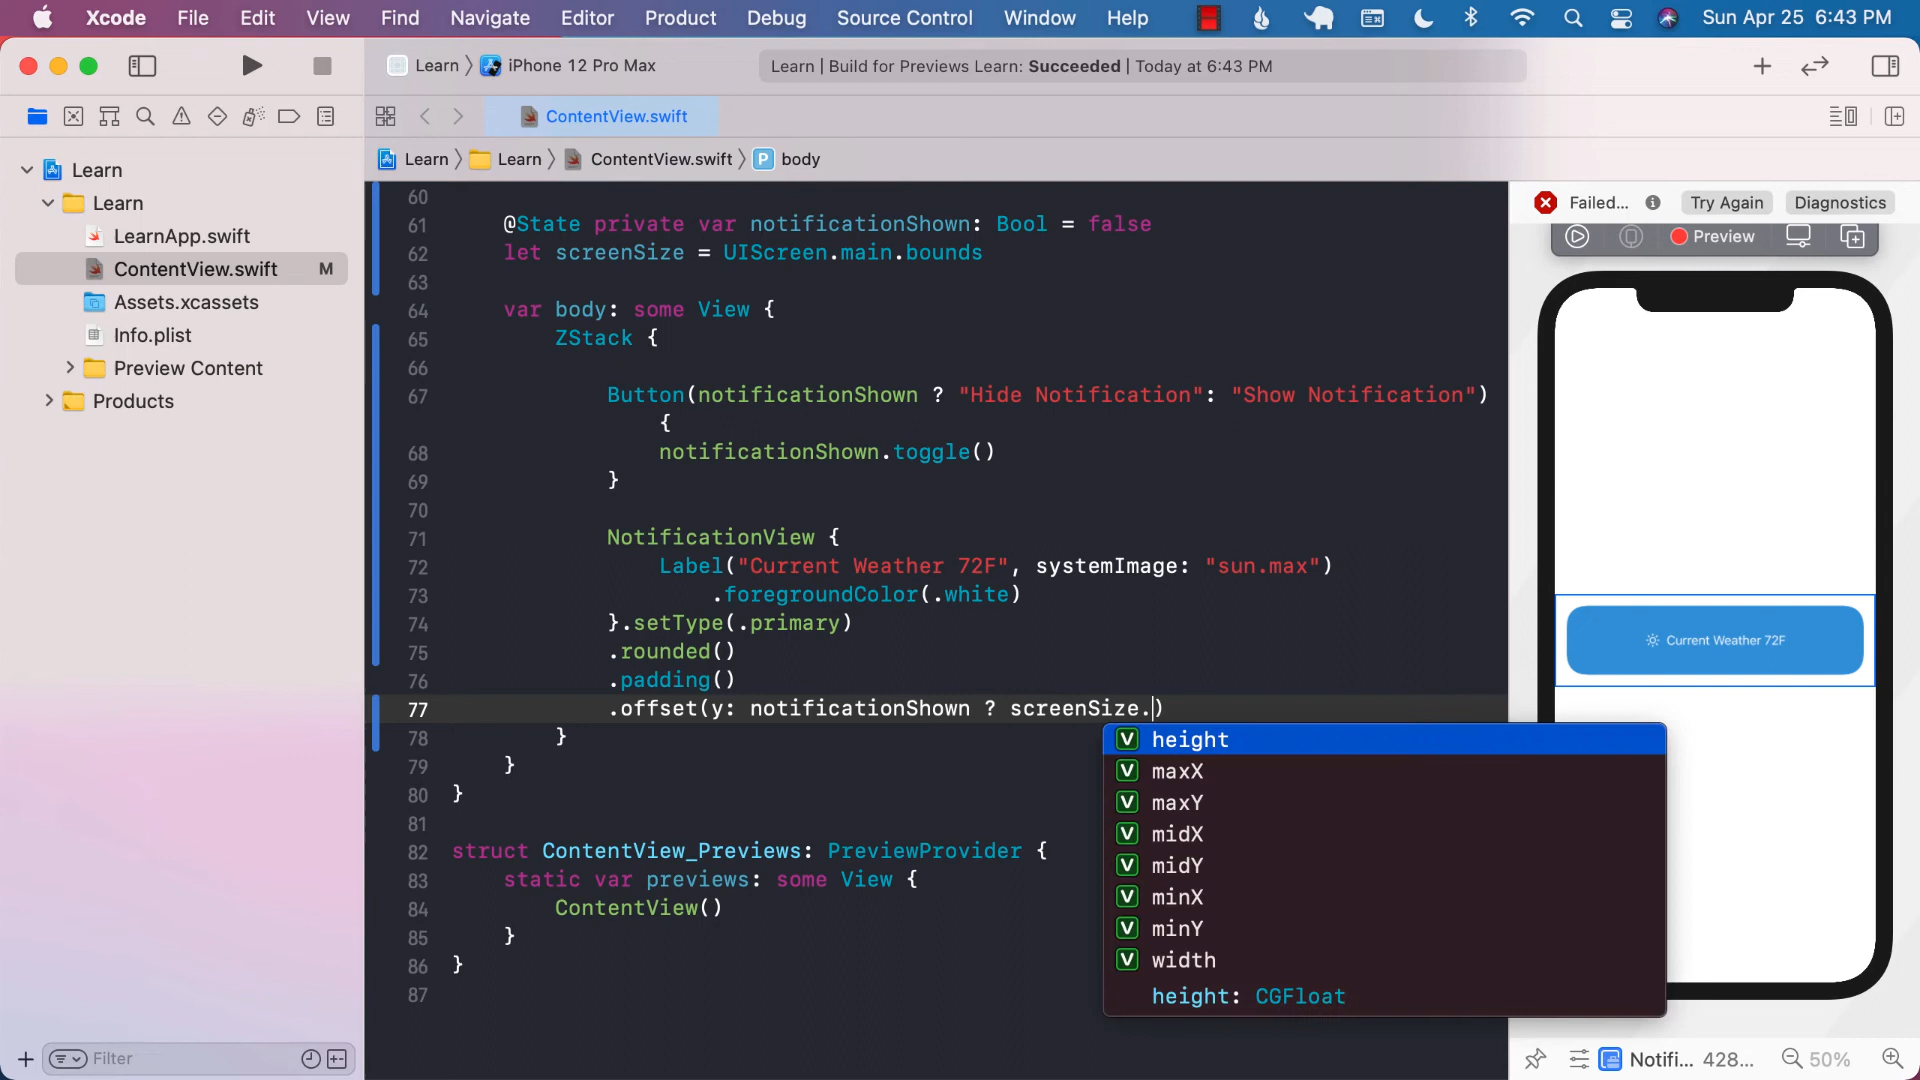 Xcode File Edit View Find Navigate Editor Product Debug Source Control Window Help Sun Apr 25 6:43 PM
Learn iPhone 12 Pro Max Learn | Build for Previews Learn: Succeeded | Today at 6:43 PM
ContentView.swift
Learn Learn ContentView.swift P body
Learn
Learn
LearnApp.swift
ContentView.swift M
Assets.xcassets
Info.plist
Preview Content
Products
Filter
60
61 @State private var notificationShown: Bool = false
62 let screenSize = UIScreen.main.bounds
63
64 var body: some View {
65 ZStack {
66
67 Button(notificationShown ? "Hide Notification": "Show Notification")
{
68 notificationShown.toggle()
69 }
70
71 NotificationView {
72 Label("Current Weather 72F", systemImage: "sun.max")
73 .foregroundColor(.white)
74 }.setType(.primary)
75 .rounded()
76 .padding()
77 .offset(y: notificationShown ? screenSize.)
78 }
79 }
80 }
81
82 struct ContentView_Previews: PreviewProvider {
83 static var previews: some View {
84 ContentView()
85 }
86 }
87
V height
V maxX
V maxY
V midX
V midY
V minX
V minY
V width
height: CGFloat
Failed... Try Again Diagnostics
Preview
Current Weather 72F
Notifi... 428... 50%